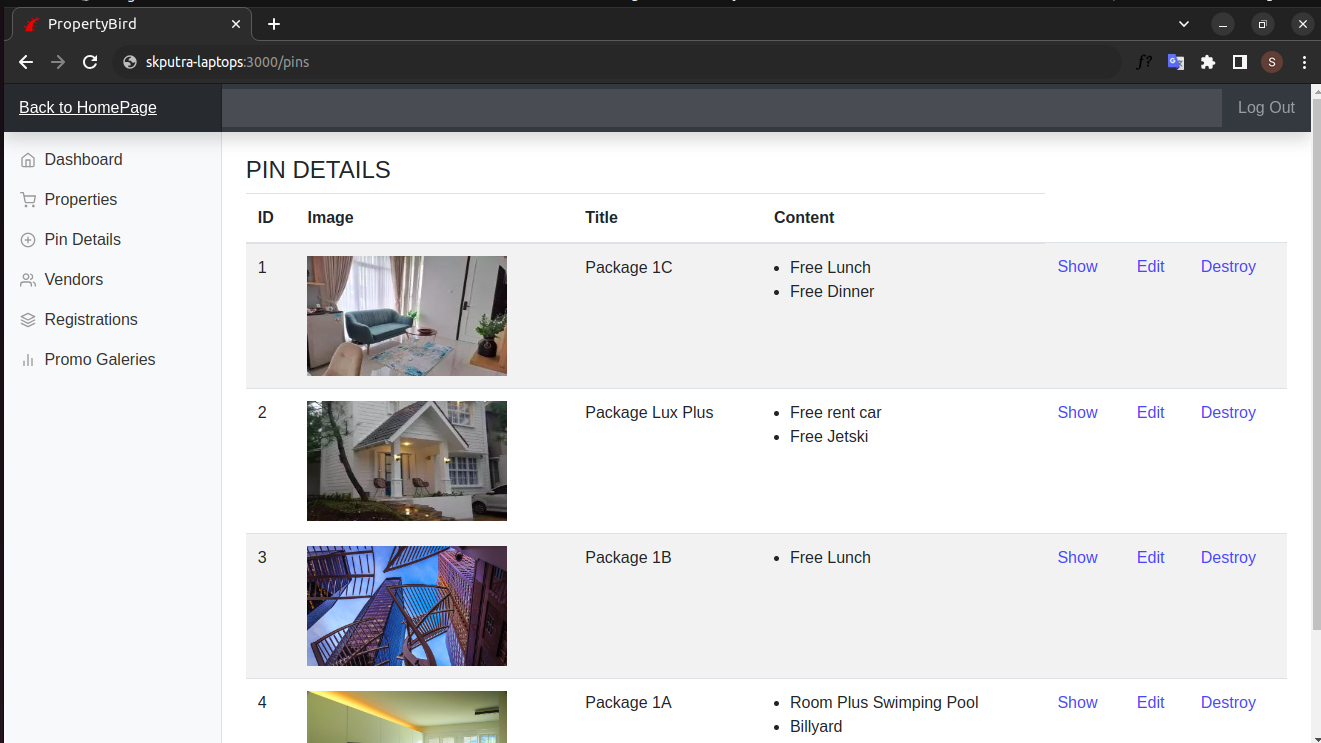 PropertyBird
skputra-laptops:3000/pins
f?
G
S
Back to HomePage
Log Out
Dashboard
Properties
Pin Details
Vendors
Registrations
Promo Galeries
PIN DETAILS
ID Image Title Content
1 Package 1C Free Lunch Show Edit Destroy
Free Dinner
2 Package Lux Plus Free rent car Show Edit Destroy
Free Jetski
3 Package 1B Free Lunch Show Edit Destroy
4 Package 1A Room Plus Swimping Pool Show Edit Destroy
Billyard